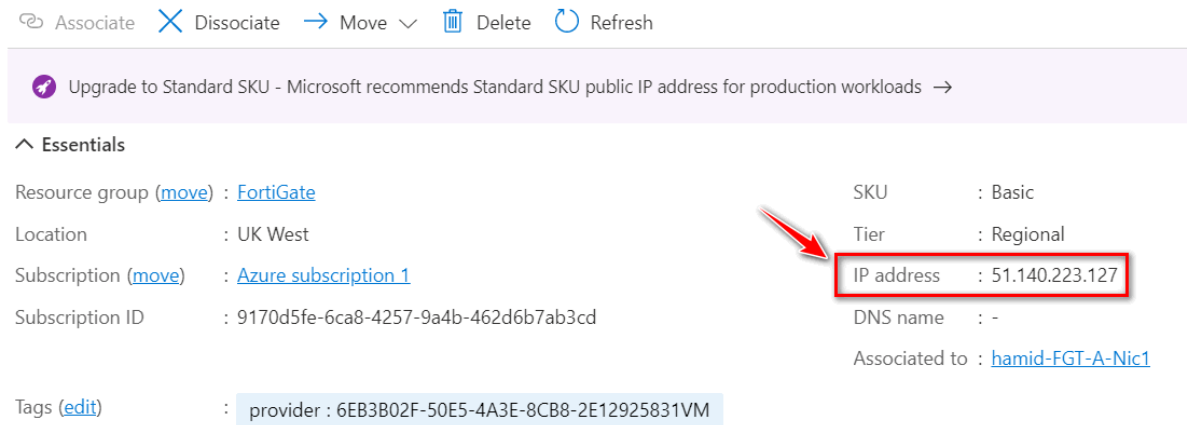 Associate Dissociate Move Delete Refresh
Upgrade to Standard SKU - Microsoft recommends Standard SKU public IP address for production workloads →
Essentials
Resource group (move) : FortiGate
Location : UK West
Subscription (move) : Azure subscription 1
Subscription ID : 9170d5fe-6ca8-4257-9a4b-462d6b7ab3cd
SKU : Basic
Tier : Regional
IP address : 51.140.223.127
DNS name : -
Associated to : hamid-FGT-A-Nic1
Tags (edit) : provider : 6EB3B02F-50E5-4A3E-8CB8-2E12925831VM